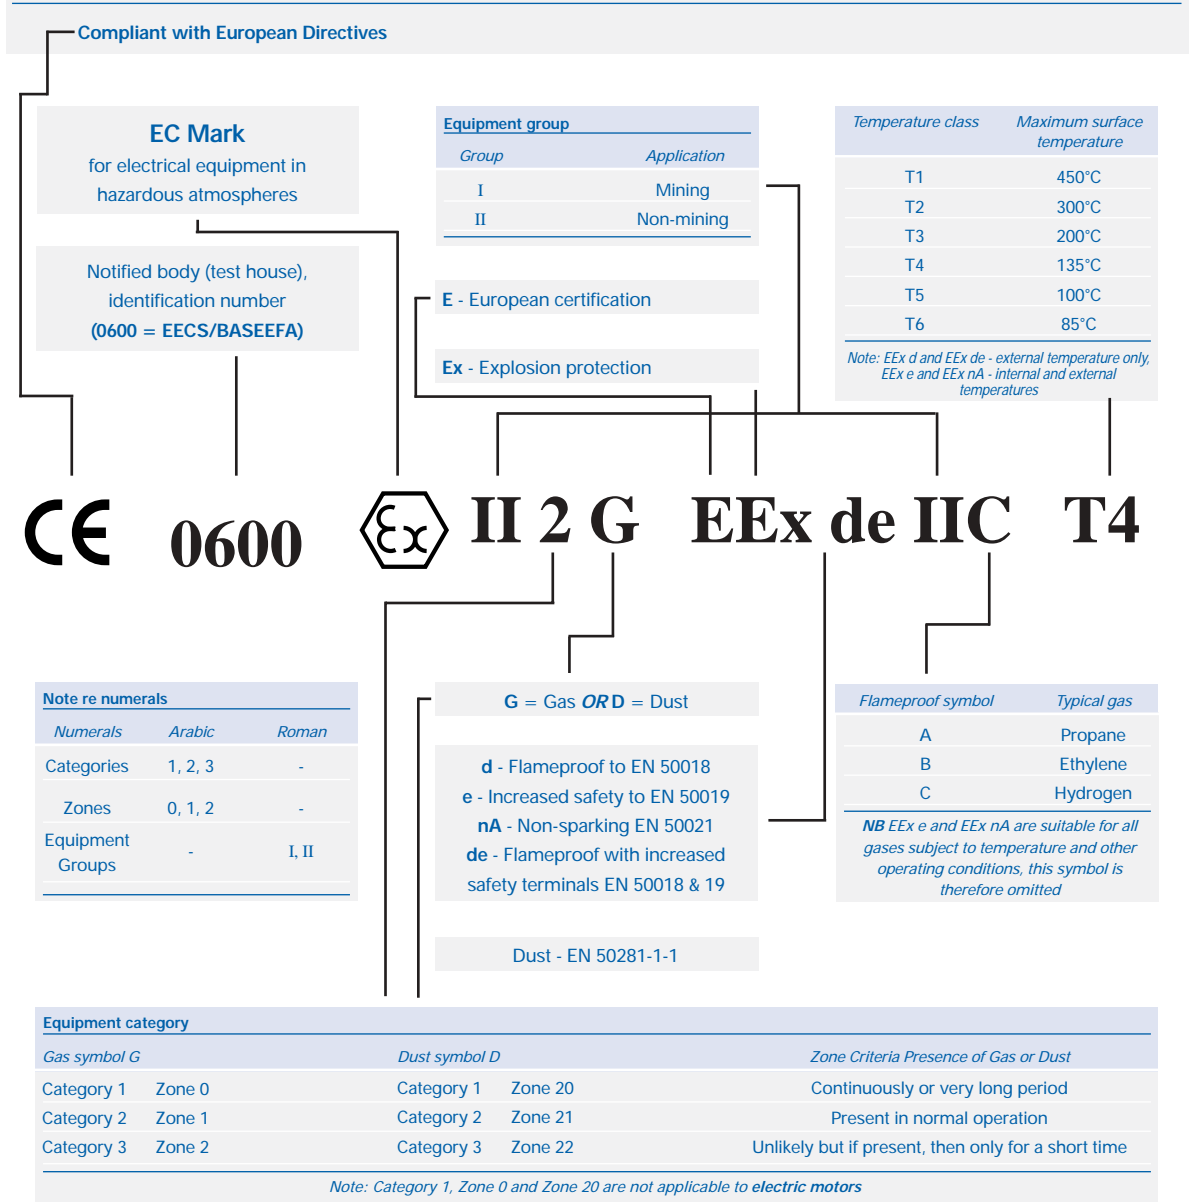 Compliant with European Directives
EC Mark
for electrical equipment in
hazardous atmospheres
Notified body (test house),
identification number
(0600 = EECS/BASEEFA)
Equipment group
Group Application
I Mining
II Non-mining
E - European certification
Ex - Explosion protection
Temperature class Maximum surface
temperature
T1 450°C
T2 300°C
T3 200°C
T4 135°C
T5 100°C
T6 85°C
Note: EEx d and EEx de - external temperature only,
EEx e and EEx nA - internal and external
temperatures
CE 0600 Ex II 2 G EEx de IIC T4
Note re numerals
Numerals Arabic Roman
Categories 1, 2, 3 -
Zones 0, 1, 2 -
Equipment
Groups - I, II
G = Gas OR D = Dust
d - Flameproof to EN 50018
e - Increased safety to EN 50019
nA - Non-sparking EN 50021
de - Flameproof with increased
safety terminals EN 50018 & 19
Dust - EN 50281-1-1
Flameproof symbol Typical gas
A Propane
B Ethylene
C Hydrogen
NB EEx e and EEx nA are suitable for all
gases subject to temperature and other
operating conditions, this symbol is
therefore omitted
Equipment category
Gas symbol G Dust symbol D Zone Criteria Presence of Gas or Dust
Category 1 Zone 0 Category 1 Zone 20 Continuously or very long period
Category 2 Zone 1 Category 2 Zone 21 Present in normal operation
Category 3 Zone 2 Category 3 Zone 22 Unlikely but if present, then only for a short time
Note: Category 1, Zone 0 and Zone 20 are not applicable to electric motors